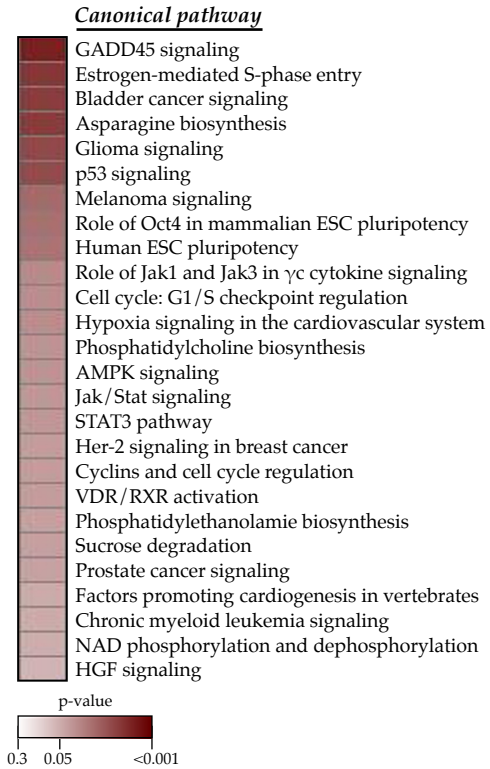 Canonical pathway
GADD45 signaling
Estrogen-mediated S-phase entry
Bladder cancer signaling
Asparagine biosynthesis
Glioma signaling
p53 signaling
Melanoma signaling
Role of Oct4 in mammalian ESC pluripotency
Human ESC pluripotency
Role of Jak1 and Jak3 in γc cytokine signaling
Cell cycle: G1/S checkpoint regulation
Hypoxia signaling in the cardiovascular system
Phosphatidylcholine biosynthesis
AMPK signaling
Jak/Stat signaling
STAT3 pathway
Her-2 signaling in breast cancer
Cyclins and cell cycle regulation
VDR/RXR activation
Phosphatidylethanolamie biosynthesis
Sucrose degradation
Prostate cancer signaling
Factors promoting cardiogenesis in vertebrates
Chronic myeloid leukemia signaling
NAD phosphorylation and dephosphorylation
HGF signaling
p-value
0.3 0.05 <0.001